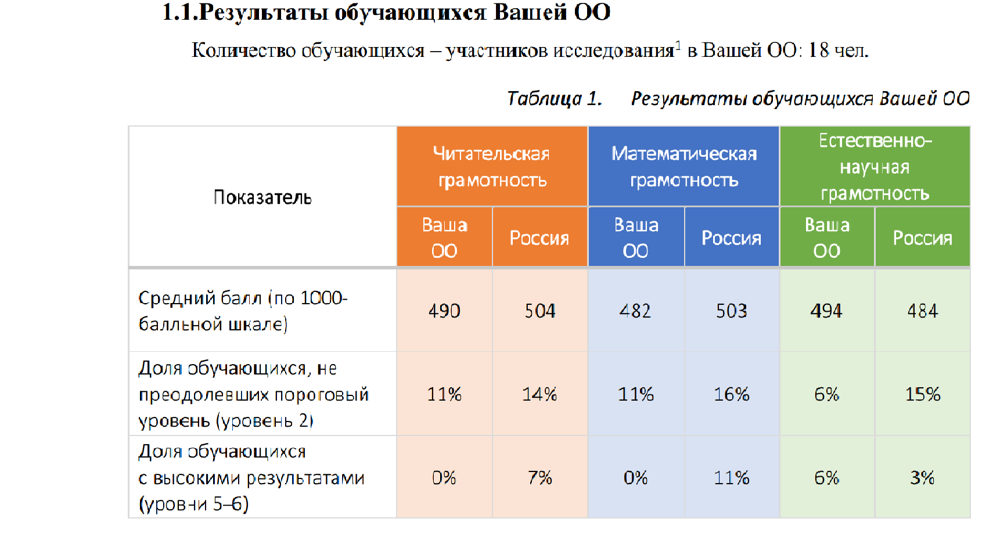 1.1.Результаты обучающихся Вашей ОО
Количество обучающихся – участников исследования¹ в Вашей ОО: 18 чел.
Таблица 1. Результаты обучающихся Вашей ОО
Показатель
Читательская
грамотность
Математическая
грамотность
Естественно-
научная
грамотность
Ваша
ОО
Россия
Ваша
ОО
Россия
Ваша
ОО
Россия
Средний балл (по 1000-
балльной шкале)
490 504 482 503 494 484
Доля обучающихся, не
преодолевших пороговый
уровень (уровень 2)
11% 14% 11% 16% 6% 15%
Доля обучающихся
с высокими результатами
(уровни 5–6)
0% 7% 0% 11% 6% 3%